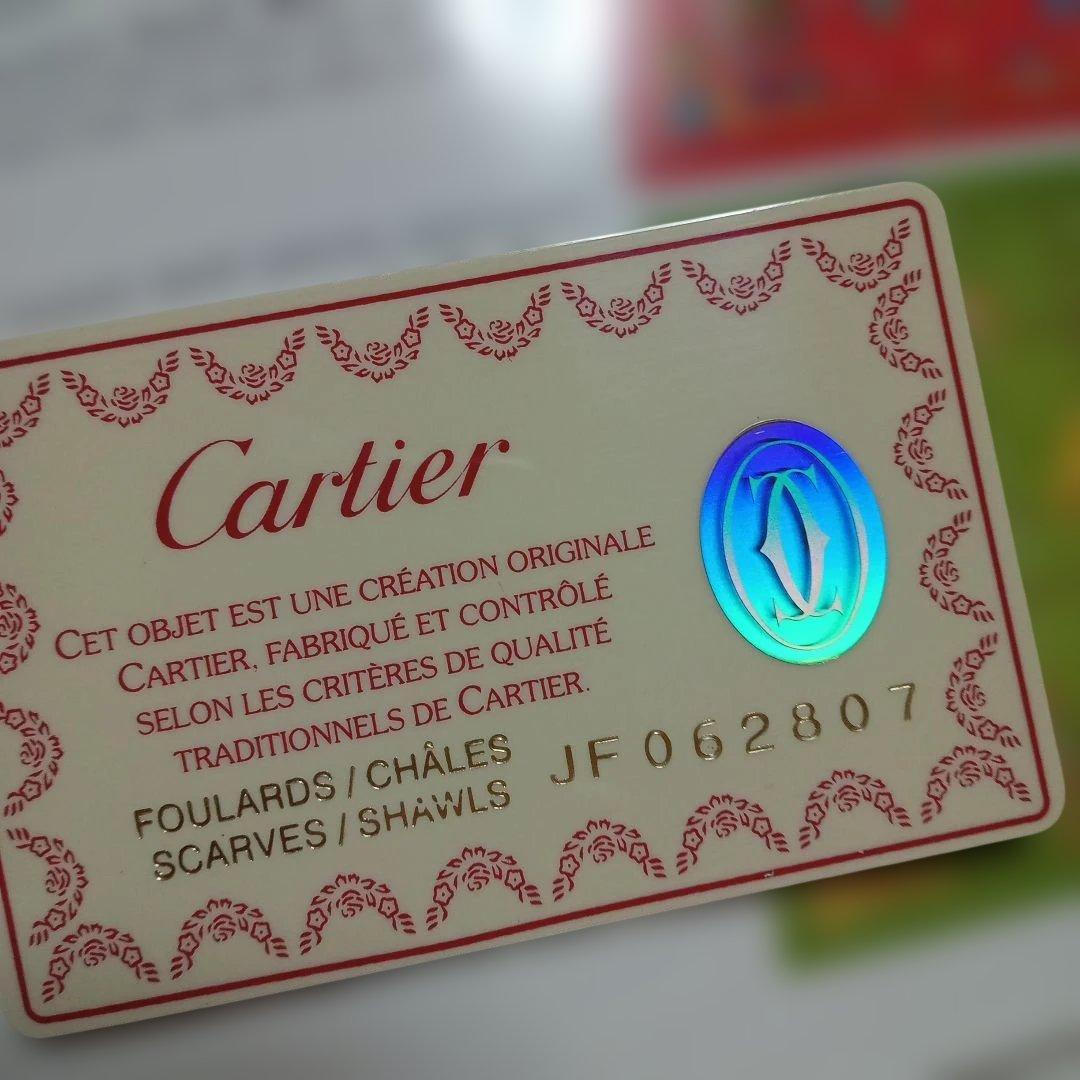 Cartier
CET OBJET EST UNE CRÉATION ORIGINALE
CARTIER, FABRIQUÉ ET CONTRÔLÉ
SELON LES CRITÈRES DE QUALITÉ
TRADITIONNELS DE CARTIER.
FOULARDS / CHÂLES
SCARVES / SHAWLS
JF062807